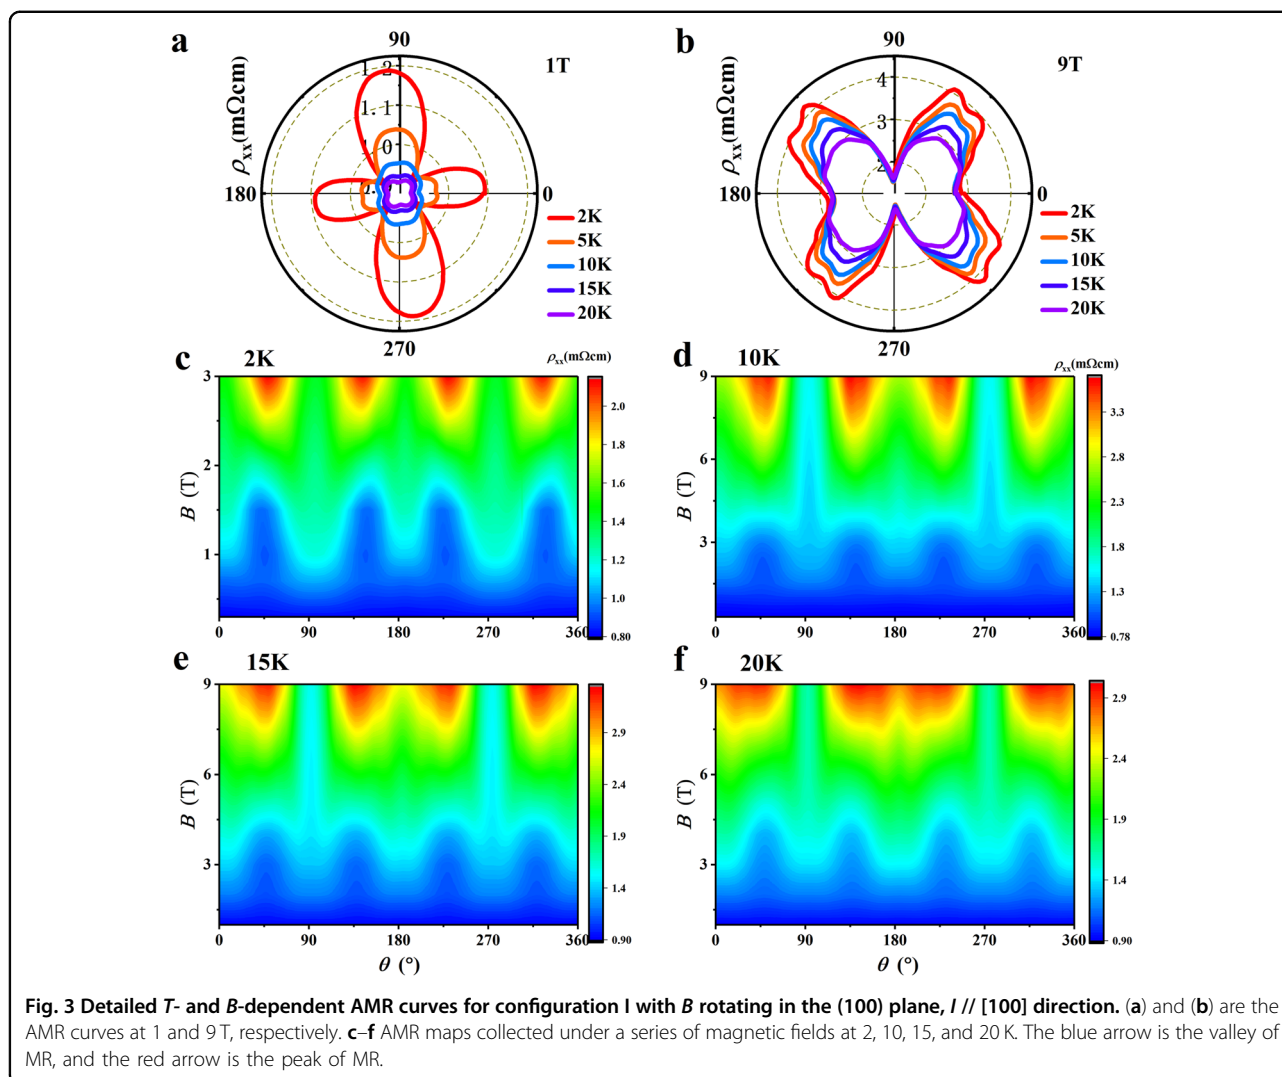 a
90
1T
ρxx(mΩcm)
1.2
1.1
180
0
2K
5K
10K
15K
20K
270
b
90
9T
ρxx(mΩcm)
4
3
2
180
0
2K
5K
10K
15K
20K
270
c
2K
ρxx(mΩcm)
3
2
1
B (T)
0
90
180
270
360
2.0
1.8
1.6
1.4
1.2
1.0
0.80
d
10K
ρxx(mΩcm)
9
6
3
B (T)
0
90
180
270
360
3.3
2.8
2.3
1.8
1.3
0.78
e
15K
9
6
3
B (T)
0
90
180
270
360
θ (°)
2.9
2.4
1.9
1.4
0.90
f
20K
9
6
3
B (T)
0
90
180
270
360
θ (°)
2.9
2.4
1.9
1.4
0.90
Fig. 3 Detailed T- and B-dependent AMR curves for configuration I with B rotating in the (100) plane, I // [100] direction. (a) and (b) are the
AMR curves at 1 and 9 T, respectively. c–f AMR maps collected under a series of magnetic fields at 2, 10, 15, and 20 K. The blue arrow is the valley of
MR, and the red arrow is the peak of MR.